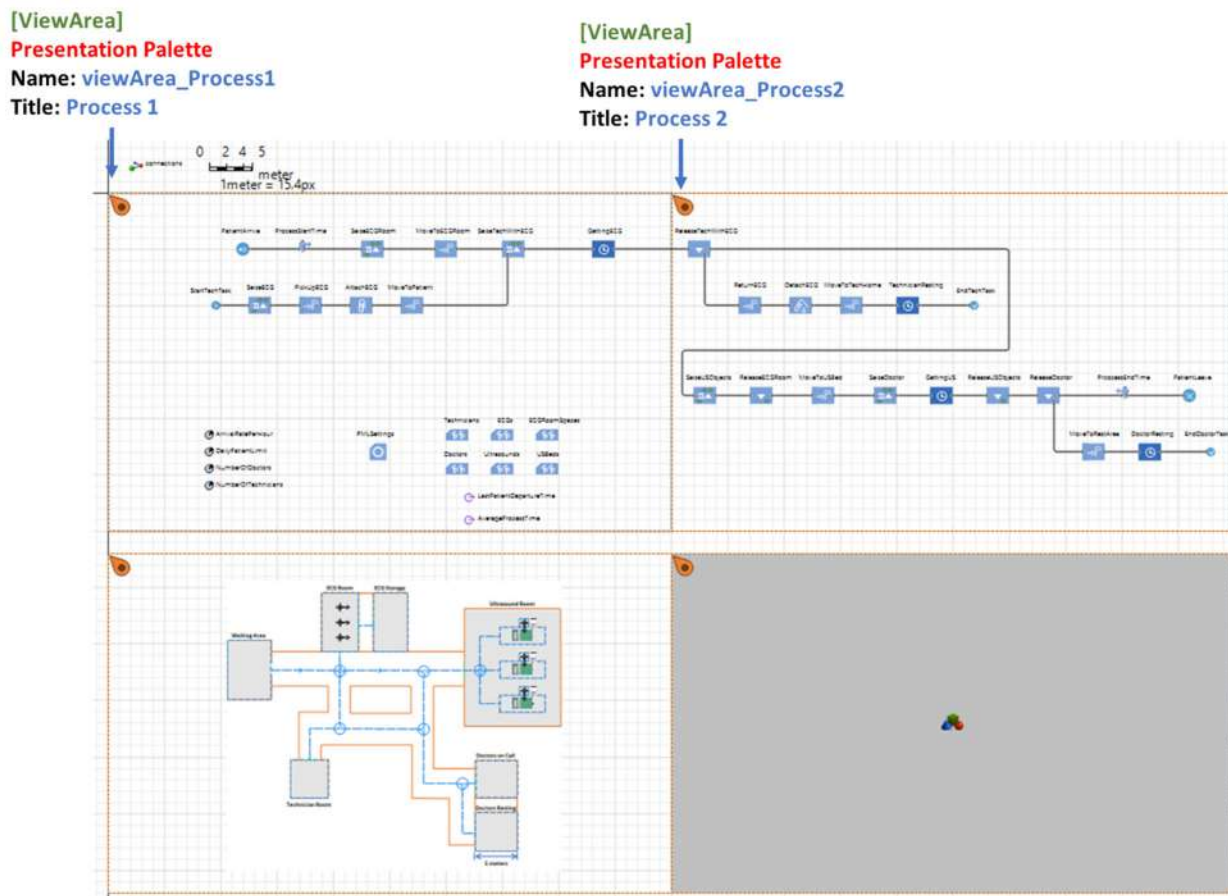 [ViewArea]
Presentation Palette
Name: viewArea_Process1
Title: Process 1
[ViewArea]
Presentation Palette
Name: viewArea_Process2
Title: Process 2
connections
0 2 4 5
meter
1meter = 15.4px
PatientArrive ProcessStartTime SeizeECGRoom MoveToECGRoom SeizeTechWithECG GettingECG ReleaseTechWithECG
StartTechTask SeizeECG PickUpECG AttachECG MoveToPatient
ReturnECG DetachECG MoveToTechHome TechnicianResting EndTechTask
SeizeUSObjects ReleaseECGRoom MoveToUSBed SeizeDoctor GettingUS ReleaseUSObjects ReleaseDoctor ProcessEndTime PatientLeave
MoveToRestArea DoctorResting EndDoctorTask
ArrivalRatePerHour
DailyPatientLimit
NumberOfDoctors
NumberOfTechnicians
PMLSettings
Technicians ECGs ECGRoomSpaces
Doctors Ultrasounds USBeds
LastPatientDepartureTime
AverageProcessTime
ECG Room ECG Storage
Ultrasound Room
Waiting Area
Technician Room
Doctors on Call
Doctors Resting
5 meters